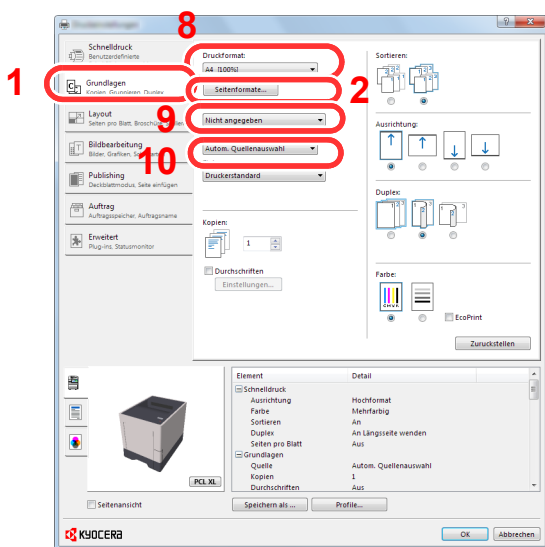 8
Schnelldruck
Benutzerdefinierte
1
Grundlagen
Kopien, Gruppieren, Duplex
Layout
Seiten pro Blatt, Broschüre,
Bildbearbeitung
Bilder, Grafiken,
Publishing
Deckblattmodus, Seite einfügen
Auftrag
Auftragsspeicher, Auftragsname
Erweitert
Plug-ins, Statusmonitor
Druckformat:
A4 [100%]
Seitenformate...
2
9
Nicht angegeben
10
Autom. Quellenauswahl
Druckerstandard
Kopien:
1
Durchschriften
Einstellungen...
Sortieren:
Ausrichtung:
Duplex:
Farbe:
CMYK
EcoPrint
Zuruckstellen
PCL XL
Seitenansicht
Element Detail
Schnelldruck
Ausrichtung Hochformat
Farbe Mehrfarbig
Sortieren An
Duplex An Längsseite wenden
Seiten pro Blatt Aus
Grundlagen
Quelle Autom. Quellenauswahl
Kopien 1
Durchschriften Aus
Speichern als ... Profile...
KYOCERA
OK Abbrechen